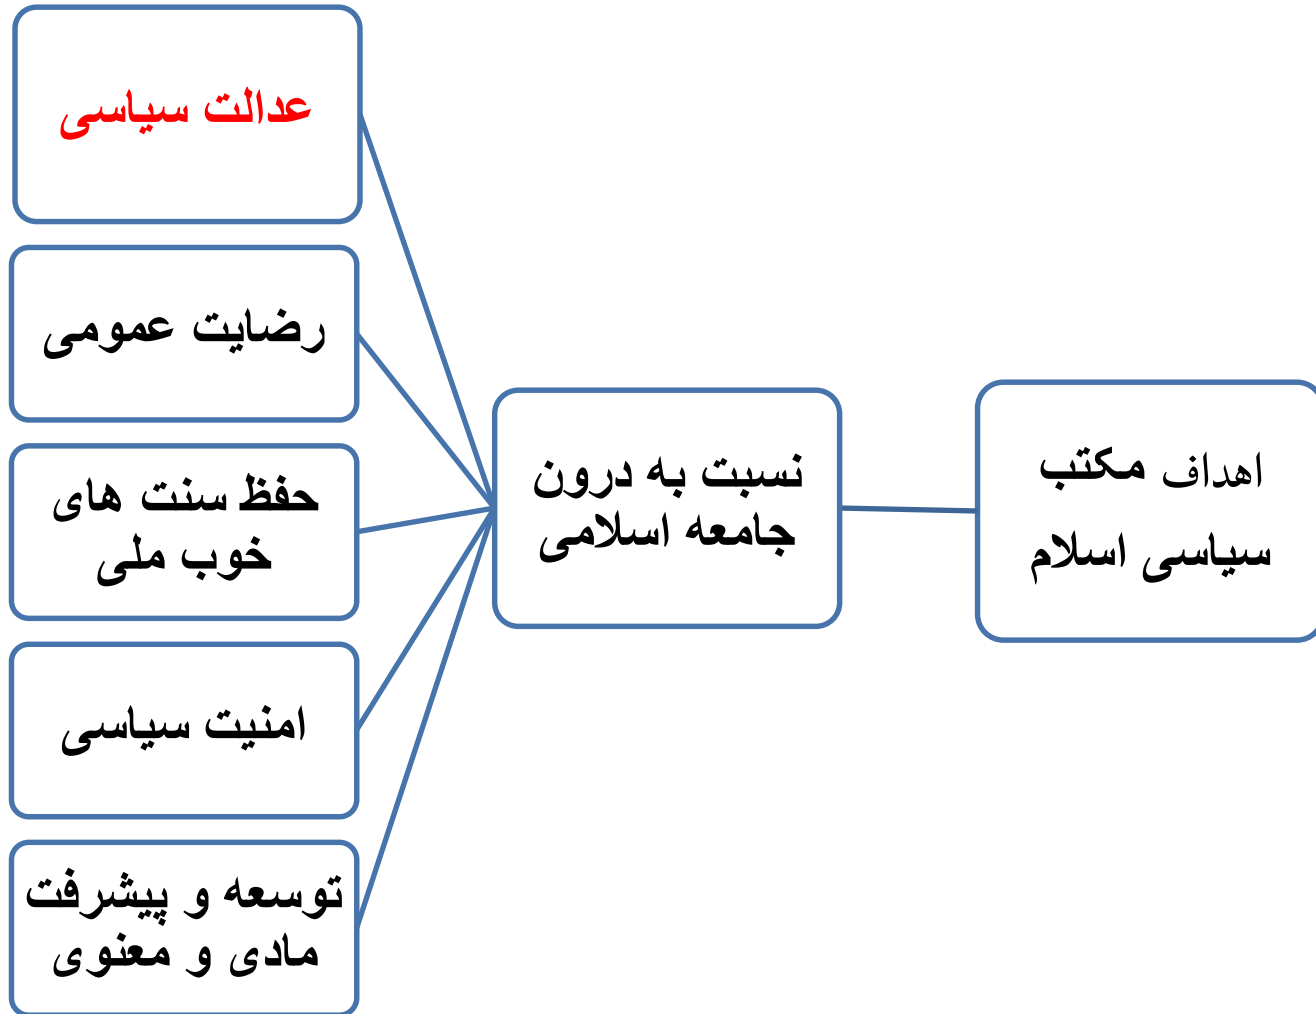 اهداف مکتب
سیاسی اسلام
نسبت به درون
جامعه اسلامی
عدالت سیاسی
رضایت عمومی
حفظ سنت های
خوب ملی
امنیت سیاسی
توسعه و پیشرفت
مادی و معنوی